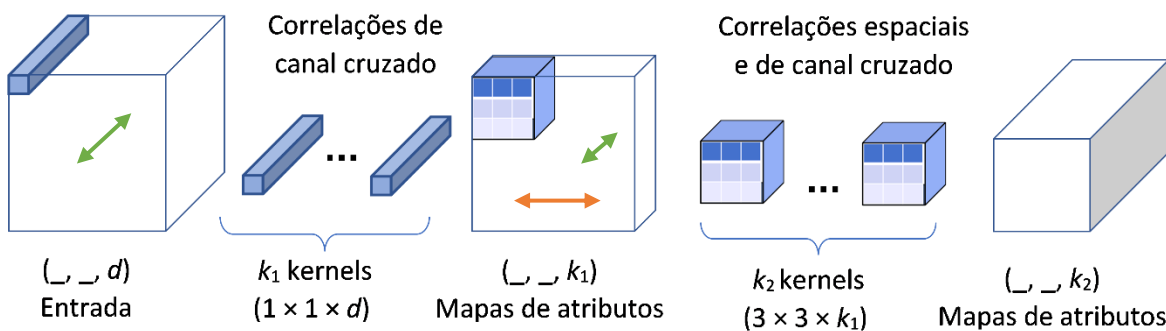 Correlações de
canal cruzado
Correlações espaciais
e de canal cruzado
...
...
(_, _, d)
Entrada
k₁ kernels
(1 × 1 × d)
(_, _, k₁)
Mapas de atributos
k₂ kernels
(3 × 3 × k₁)
(_, _, k₂)
Mapas de atributos